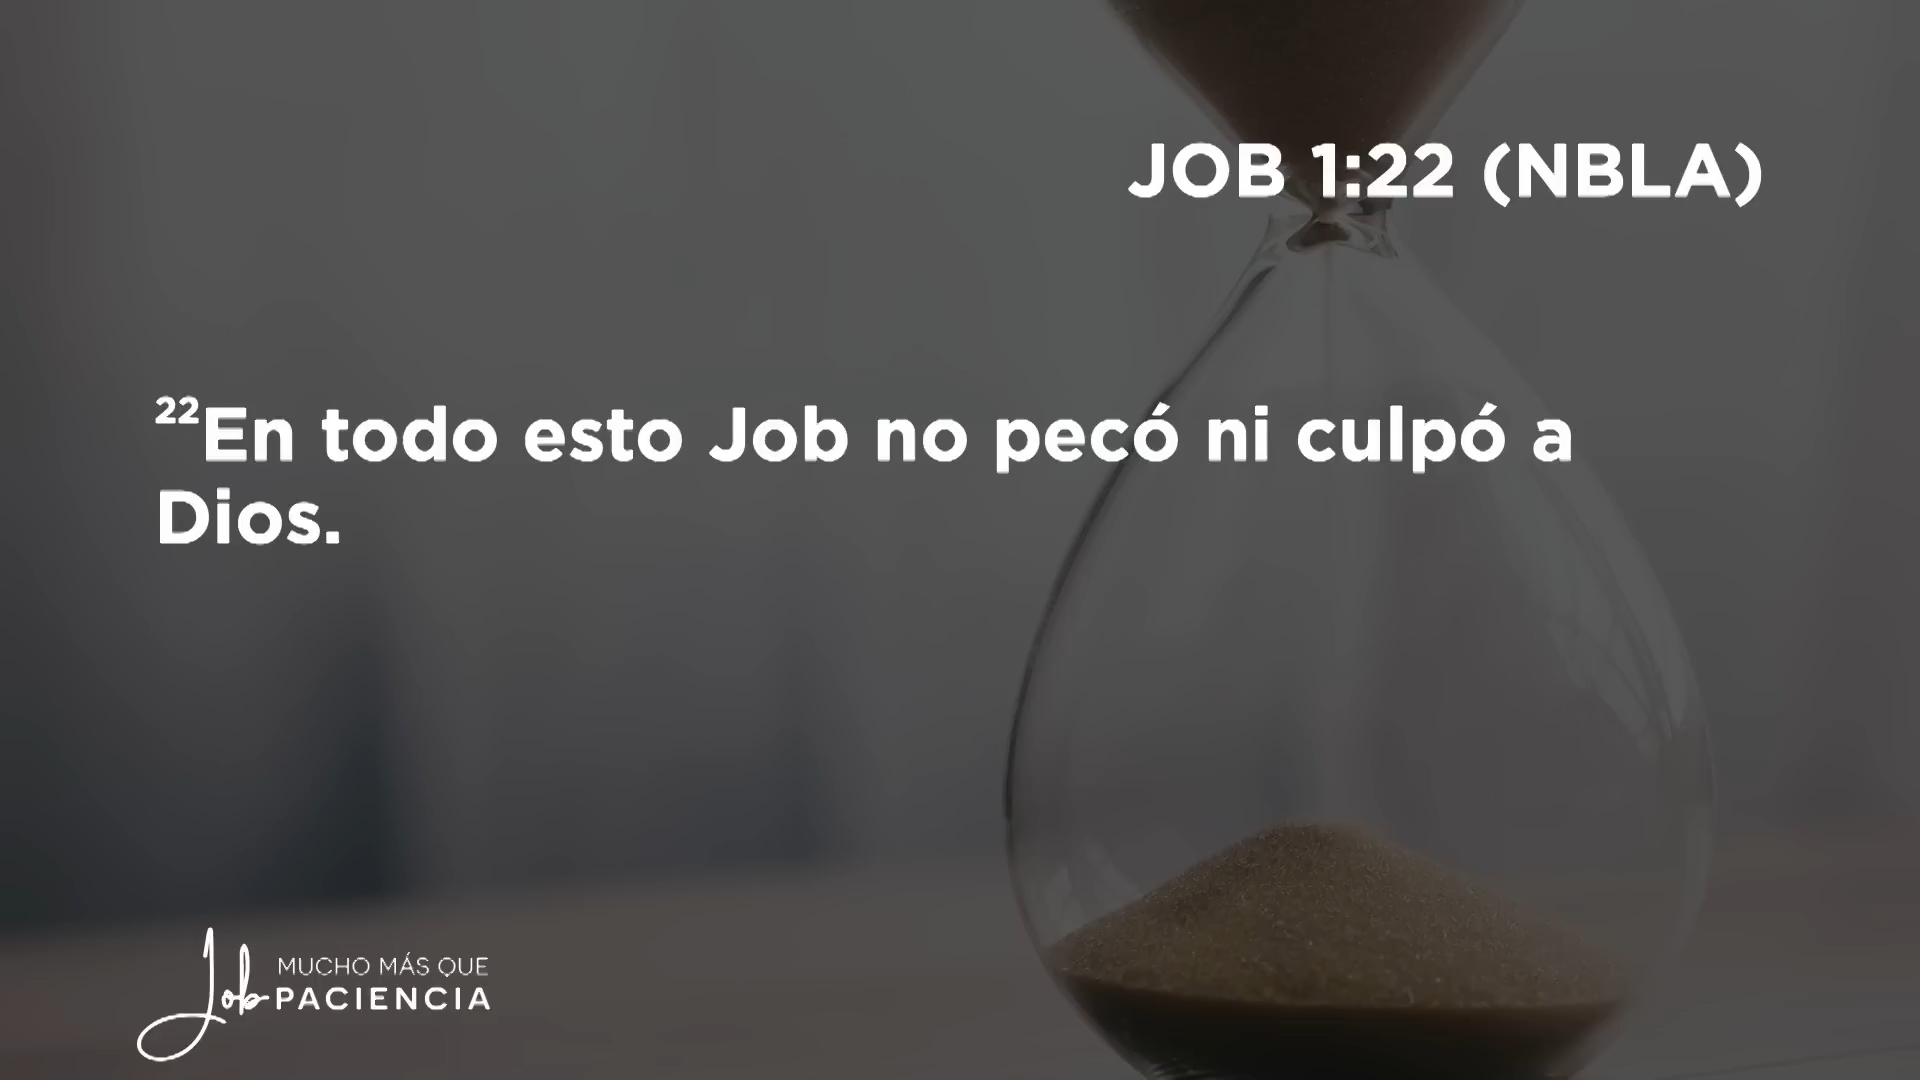 JOB 1:22 (NBLA)
²²En todo esto Job no pecó ni culpó a
Dios.
Job MUCHO MÁS QUE
PACIENCIA